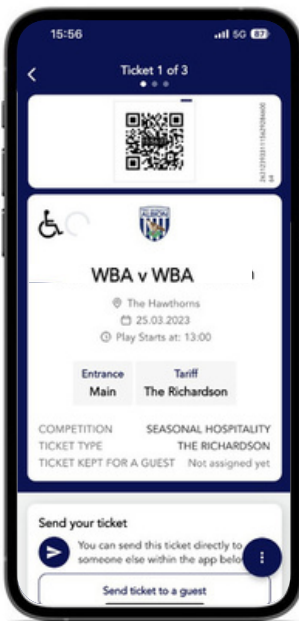 15:56
5G 87
Ticket 1 of 3
ALBION
WBA v WBA
The Hawthorns
25.03.2023
Play Starts at: 13:00
Entrance Tariff
Main The Richardson
COMPETITION SEASONAL HOSPITALITY
TICKET TYPE THE RICHARDSON
TICKET KEPT FOR A GUEST Not assigned yet
Send your ticket
You can send this ticket directly to
someone else within the app
Send ticket to a guest